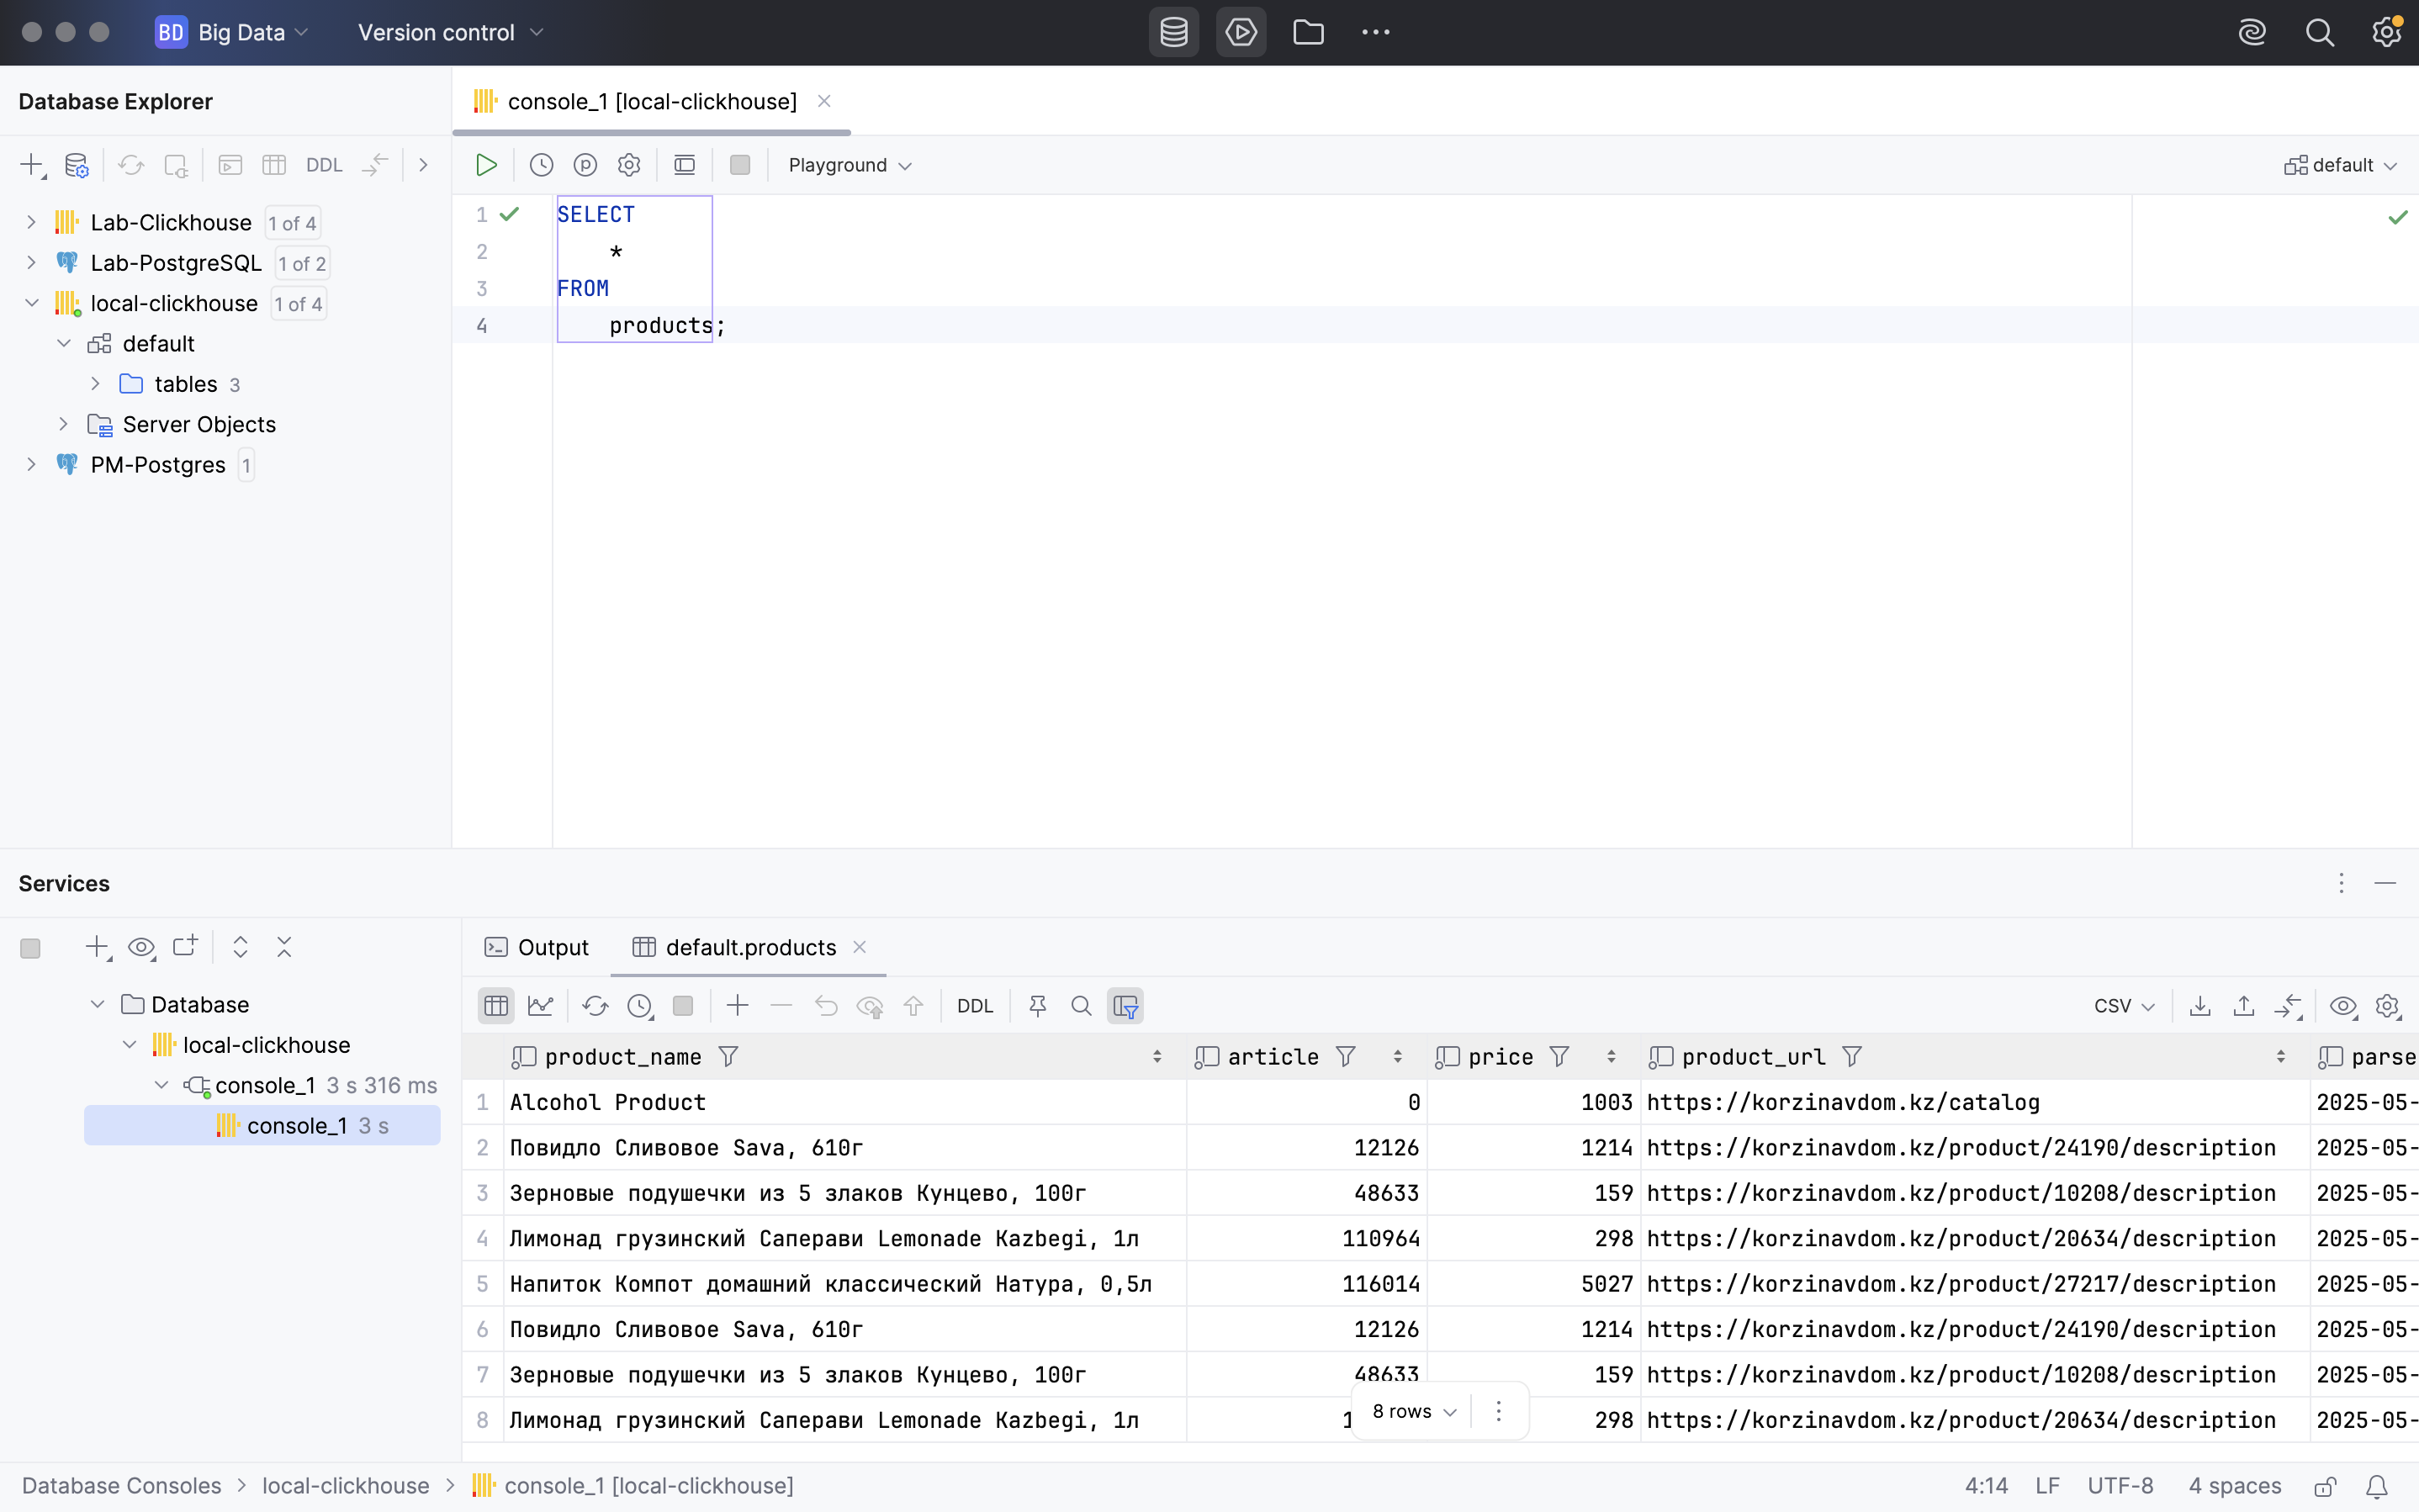 BD Big Data Version control
Database Explorer
console_1 [local-clickhouse]
DDL
Playground
default
Lab-Clickhouse 1 of 4
Lab-PostgreSQL 1 of 2
local-clickhouse 1 of 4
default
tables 3
Server Objects
PM-Postgres 1
1 SELECT
2 *
3 FROM
4 products;
Services
Output default.products
Database
local-clickhouse
console_1 3 s 316 ms
console_1 3 s
DDL CSV
product_name article price product_url parse
1 Alcohol Product 0 1003 https://korzinavdom.kz/catalog 2025-05-
2 Повидло Сливовое Sava, 610г 12126 1214 https://korzinavdom.kz/product/24190/description 2025-05-
3 Зерновые подушечки из 5 злаков Кунцево, 100г 48633 159 https://korzinavdom.kz/product/10208/description 2025-05-
4 Лимонад грузинский Саперави Lemonade Kazbegi, 1л 110964 298 https://korzinavdom.kz/product/20634/description 2025-05-
5 Напиток Компот домашний классический Натура, 0,5л 116014 5027 https://korzinavdom.kz/product/27217/description 2025-05-
6 Повидло Сливовое Sava, 610г 12126 1214 https://korzinavdom.kz/product/24190/description 2025-05-
7 Зерновые подушечки из 5 злаков Кунцево, 100г 48633 159 https://korzinavdom.kz/product/10208/description 2025-05-
8 Лимонад грузинский Саперави Lemonade Kazbegi, 1л 298 https://korzinavdom.kz/product/20634/description 2025-05-
8 rows
Database Consoles local-clickhouse console_1 [local-clickhouse] 4:14 LF UTF-8 4 spaces